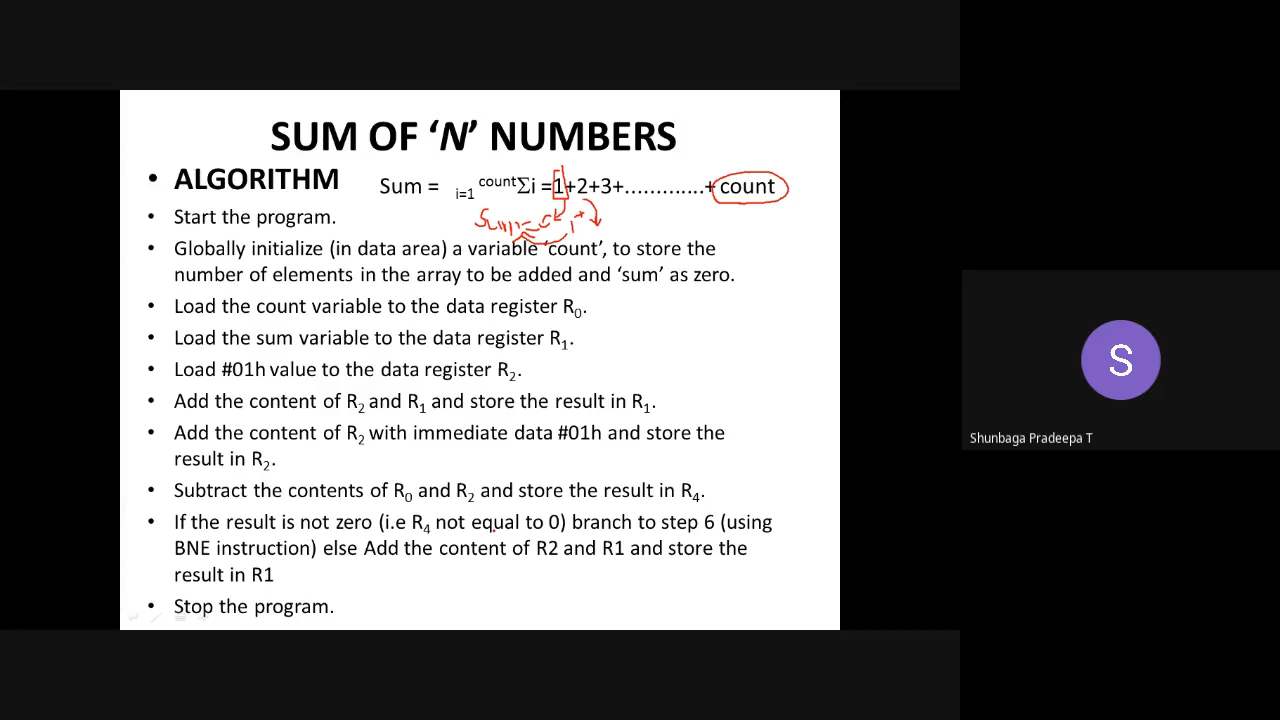 SUM OF ‘N’ NUMBERS
• ALGORITHM Sum = i=1 countΣi =1+2+3+.............+ count
Sum =
• Start the program.
• Globally initialize (in data area) a variable ‘count’, to store the
number of elements in the array to be added and ‘sum’ as zero.
• Load the count variable to the data register R0.
• Load the sum variable to the data register R1.
• Load #01h value to the data register R2.
• Add the content of R2 and R1 and store the result in R1.
• Add the content of R2 with immediate data #01h and store the
result in R2.
• Subtract the contents of R0 and R2 and store the result in R4.
• If the result is not zero (i.e R4 not equal to 0) branch to step 6 (using
BNE instruction) else Add the content of R2 and R1 and store the
result in R1
• Stop the program.
S
Shunbaga Pradeepa T